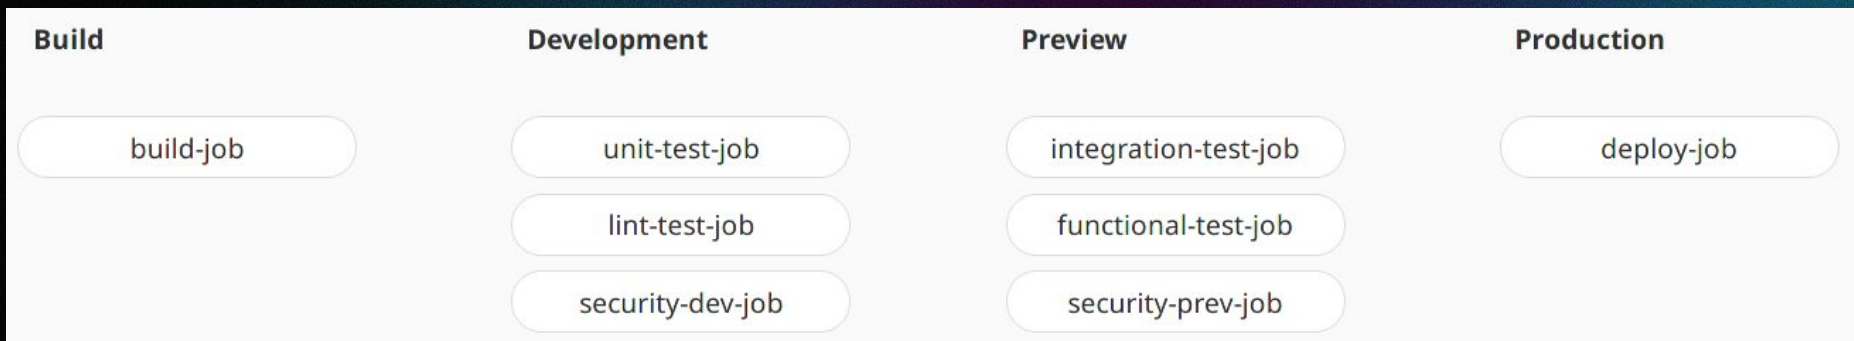 Build
Development
Preview
Production
build-job
unit-test-job
integration-test-job
deploy-job
lint-test-job
functional-test-job
security-dev-job
security-prev-job